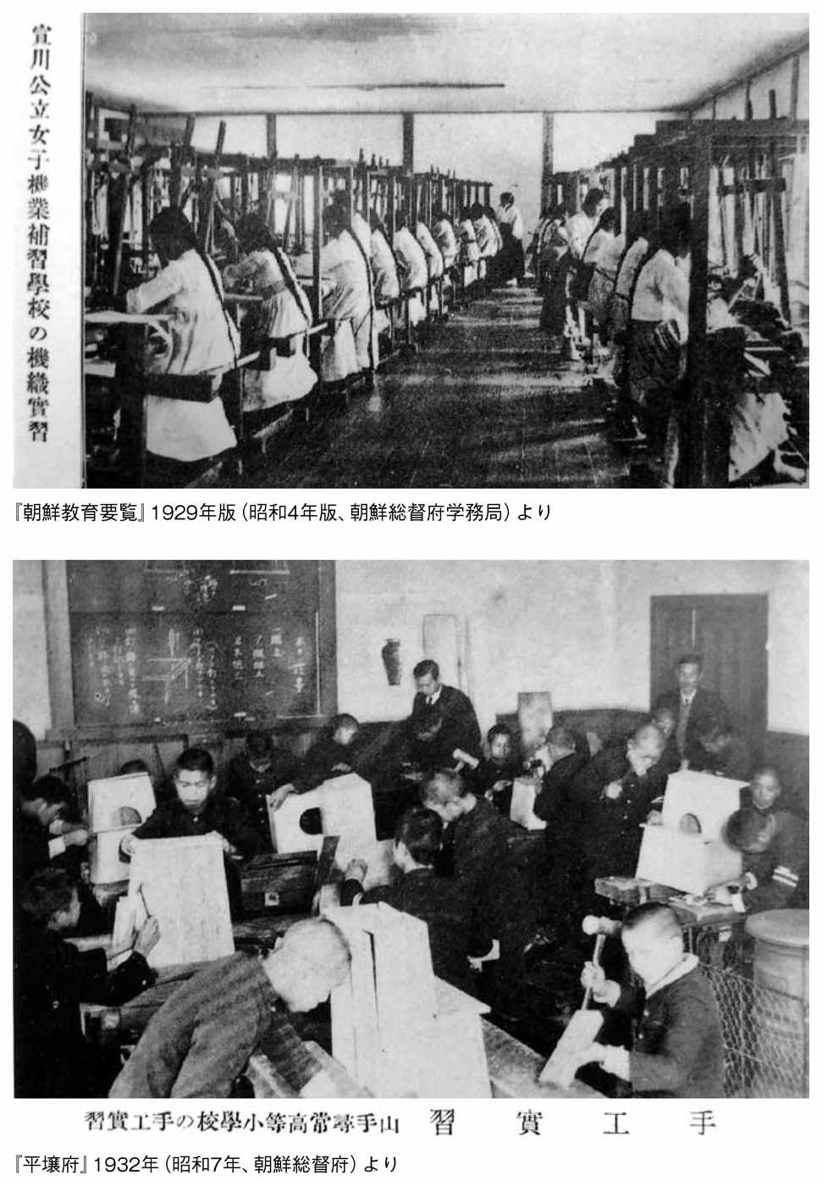 宣川公立女子機業補習學校の機織實習
『朝鮮教育要覧』1929年版（昭和4年版、朝鮮総督府学務局）より
手工實習 山手尋常高等小學校の手工實習
『平壌府』1932年（昭和7年、朝鮮総督府）より